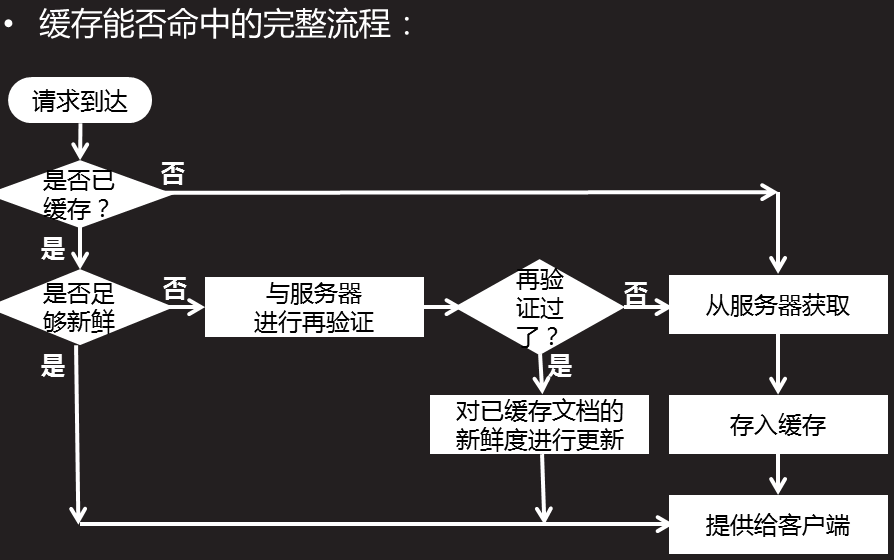 • 缓存能否命中的完整流程：
请求到达
是否已
缓存？
否
是
是否足
够新鲜
否
与服务器
进行再验证
再验
证过
了？
否
从服务器获取
是
是
对已缓存文档的
新鲜度进行更新
存入缓存
提供给客户端